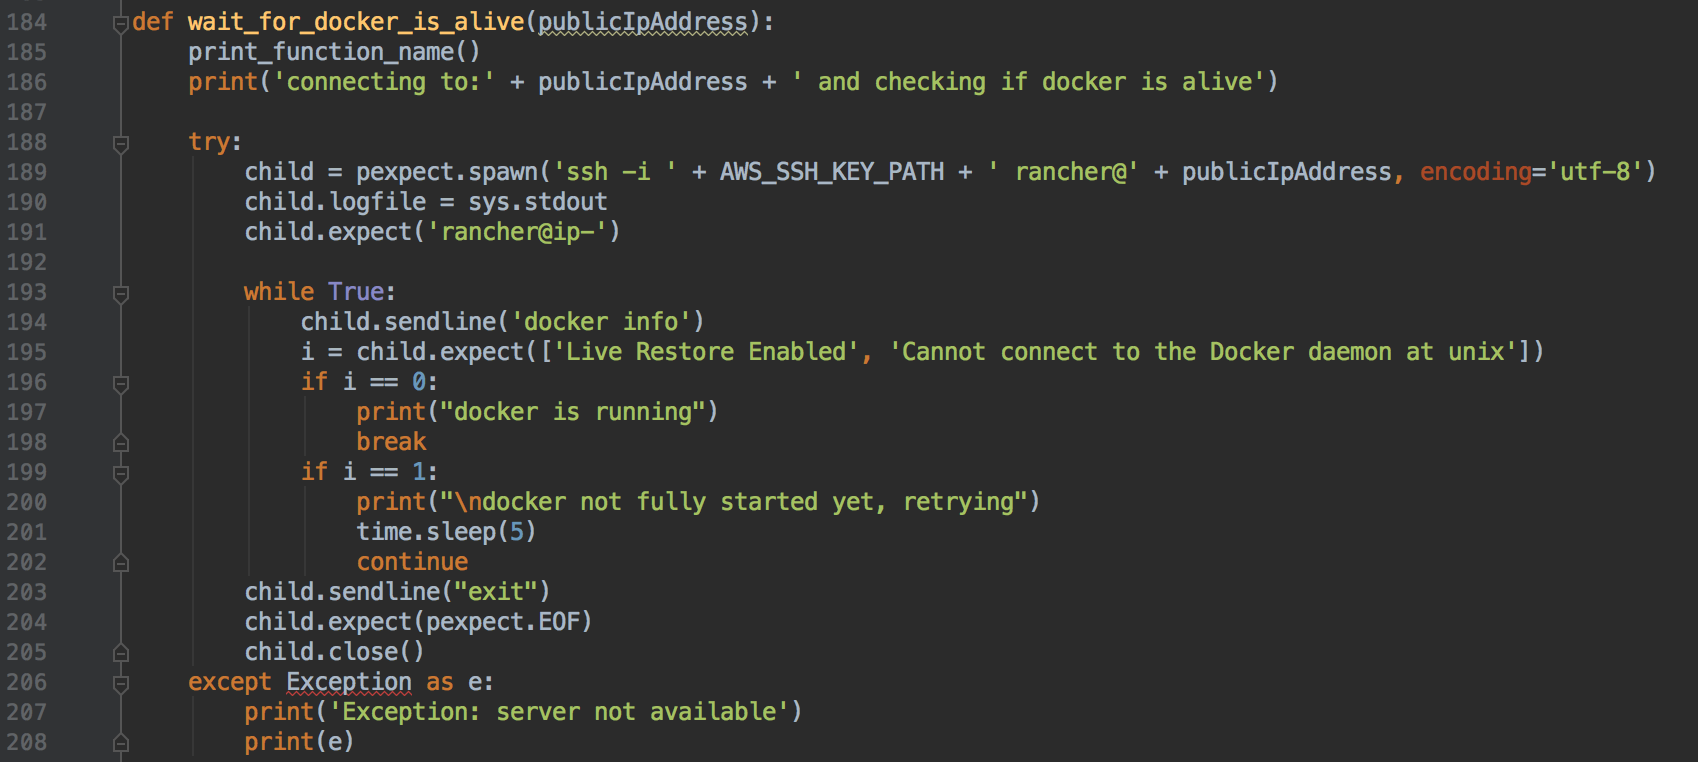 184 def wait_for_docker_is_alive(publicIpAddress):
185     print_function_name()
186     print('connecting to:' + publicIpAddress + ' and checking if docker is alive')
187
188     try:
189         child = pexpect.spawn('ssh -i ' + AWS_SSH_KEY_PATH + ' rancher@' + publicIpAddress, encoding='utf-8')
190         child.logfile = sys.stdout
191         child.expect('rancher@ip-')
192
193         while True:
194             child.sendline('docker info')
195             i = child.expect(['Live Restore Enabled', 'Cannot connect to the Docker daemon at unix'])
196             if i == 0:
197                 print("docker is running")
198                 break
199             if i == 1:
200                 print("\ndocker not fully started yet, retrying")
201                 time.sleep(5)
202                 continue
203         child.sendline("exit")
204         child.expect(pexpect.EOF)
205         child.close()
206     except Exception as e:
207         print('Exception: server not available')
208         print(e)